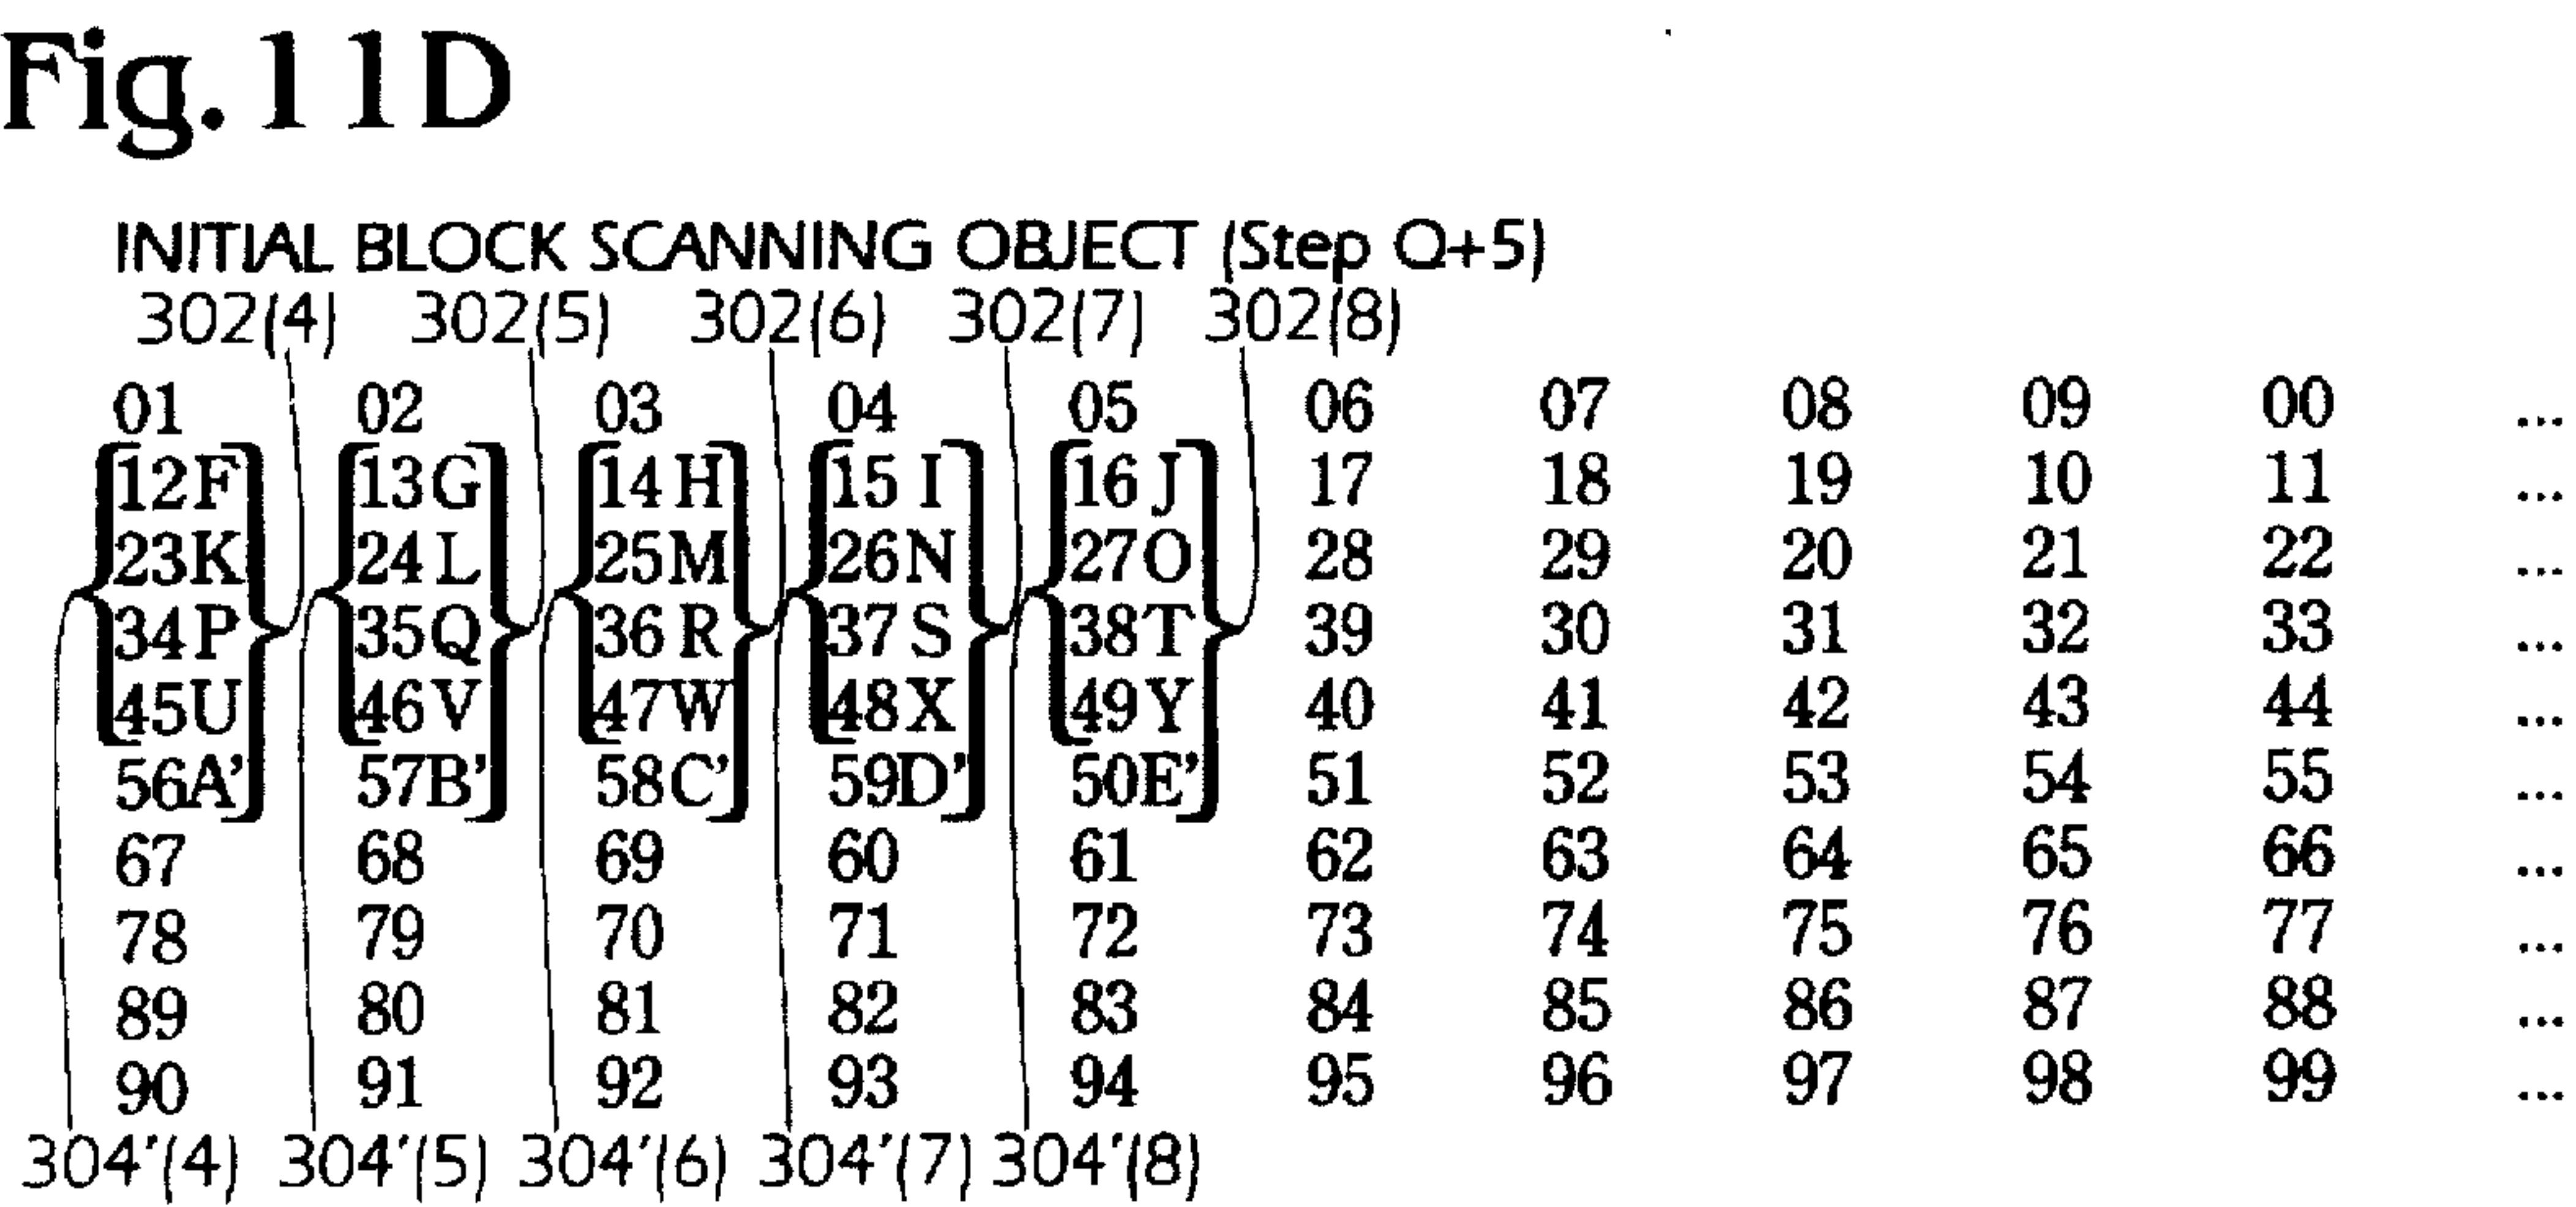 Fig. 11D
INITIAL BLOCK SCANNING OBJECT (Step Q+5)
302(4) 302(5) 302(6) 302(7) 302(8)
01 02 03 04 05 06 07 08 09 00 ...
12F 13G 14H 15I 16J 17 18 19 10 11 ...
23K 24L 25M 26N 27O 28 29 20 21 22 ...
34P 35Q 36R 37S 38T 39 30 31 32 33 ...
45U 46V 47W 48X 49Y 40 41 42 43 44 ...
56A' 57B' 58C' 59D' 50E' 51 52 53 54 55 ...
67 68 69 60 61 62 63 64 65 66 ...
78 79 70 71 72 73 74 75 76 77 ...
89 80 81 82 83 84 85 86 87 88 ...
90 91 92 93 94 95 96 97 98 99 ...
304'(4) 304'(5) 304'(6) 304'(7) 304'(8)